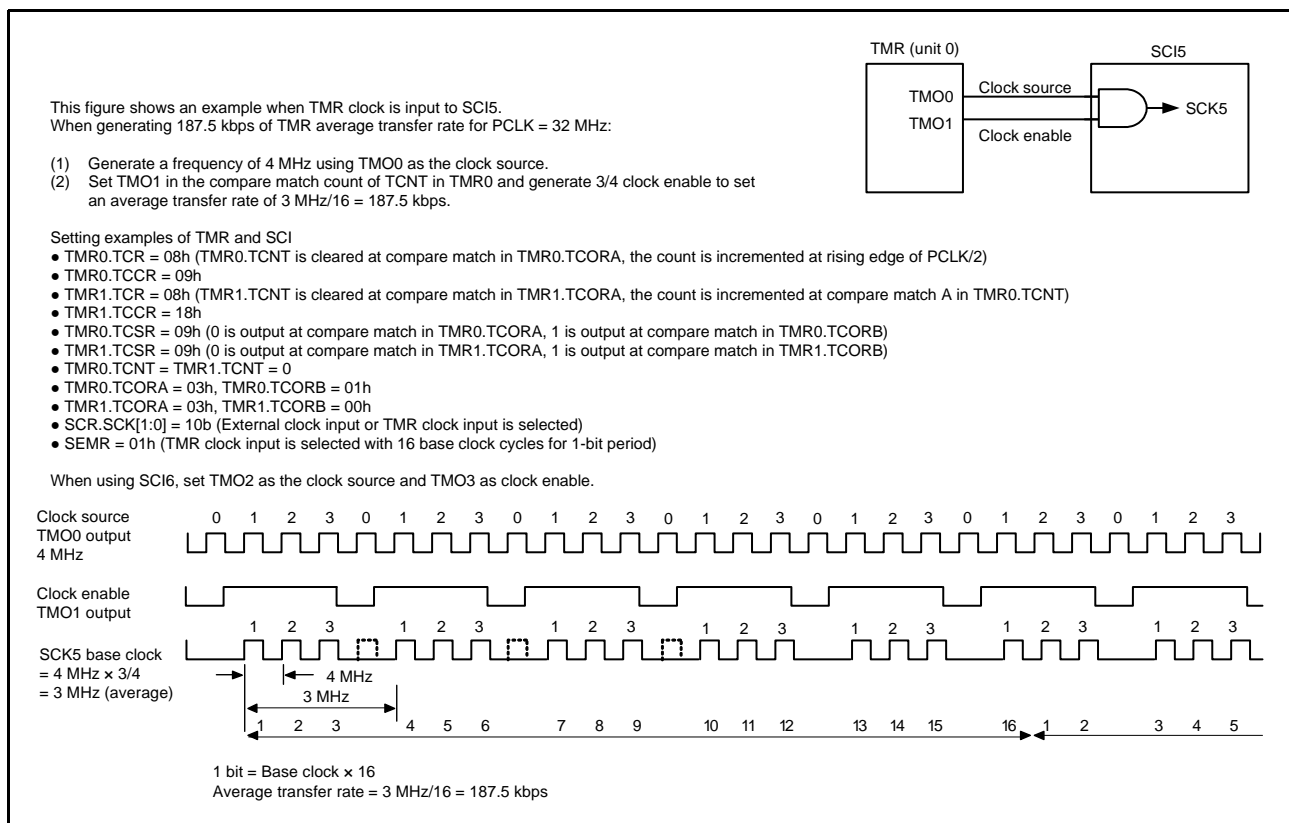 TMR (unit 0)
SCI5
TMO0
Clock source
TMO1
Clock enable
SCK5
This figure shows an example when TMR clock is input to SCI5.
When generating 187.5 kbps of TMR average transfer rate for PCLK = 32 MHz:
(1) Generate a frequency of 4 MHz using TMO0 as the clock source.
(2) Set TMO1 in the compare match count of TCNT in TMR0 and generate 3/4 clock enable to set
an average transfer rate of 3 MHz/16 = 187.5 kbps.
Setting examples of TMR and SCI
● TMR0.TCR = 08h (TMR0.TCNT is cleared at compare match in TMR0.TCORA, the count is incremented at rising edge of PCLK/2)
● TMR0.TCCR = 09h
● TMR1.TCR = 08h (TMR1.TCNT is cleared at compare match in TMR1.TCORA, the count is incremented at compare match A in TMR0.TCNT)
● TMR1.TCCR = 18h
● TMR0.TCSR = 09h (0 is output at compare match in TMR0.TCORA, 1 is output at compare match in TMR0.TCORB)
● TMR1.TCSR = 09h (0 is output at compare match in TMR1.TCORA, 1 is output at compare match in TMR1.TCORB)
● TMR0.TCNT = TMR1.TCNT = 0
● TMR0.TCORA = 03h, TMR0.TCORB = 01h
● TMR1.TCORA = 03h, TMR1.TCORB = 00h
● SCR.SCK[1:0] = 10b (External clock input or TMR clock input is selected)
● SEMR = 01h (TMR clock input is selected with 16 base clock cycles for 1-bit period)
When using SCI6, set TMO2 as the clock source and TMO3 as clock enable.
Clock source
TMO0 output
4 MHz
0 1 2 3 0 1 2 3 0 1 2 3 0 1 2 3 0 1 2 3 0 1 2 3 0 1 2 3
Clock enable
TMO1 output
1 2 3 1 2 3 1 2 3 1 2 3 1 2 3 1 2 3 1 2 3
SCK5 base clock
= 4 MHz × 3/4
= 3 MHz (average)
4 MHz
3 MHz
1 2 3 4 5 6 7 8 9 10 11 12 13 14 15 16 1 2 3 4 5
1 bit = Base clock × 16
Average transfer rate = 3 MHz/16 = 187.5 kbps